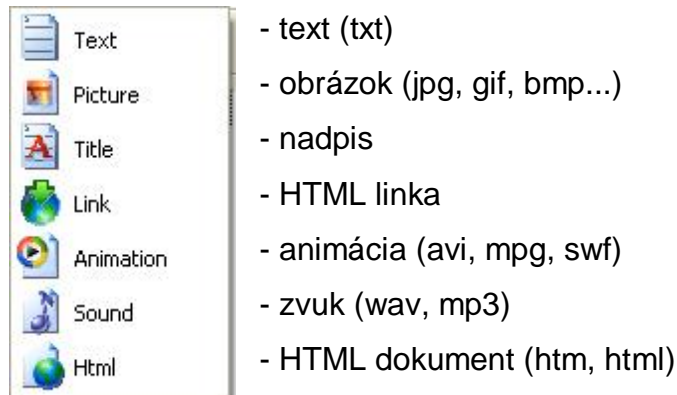 Text - text (txt)
Picture - obrázok (jpg, gif, bmp...)
Title - nadpis
Link - HTML linka
Animation - animácia (avi, mpg, swf)
Sound - zvuk (wav, mp3)
Html - HTML dokument (htm, html)